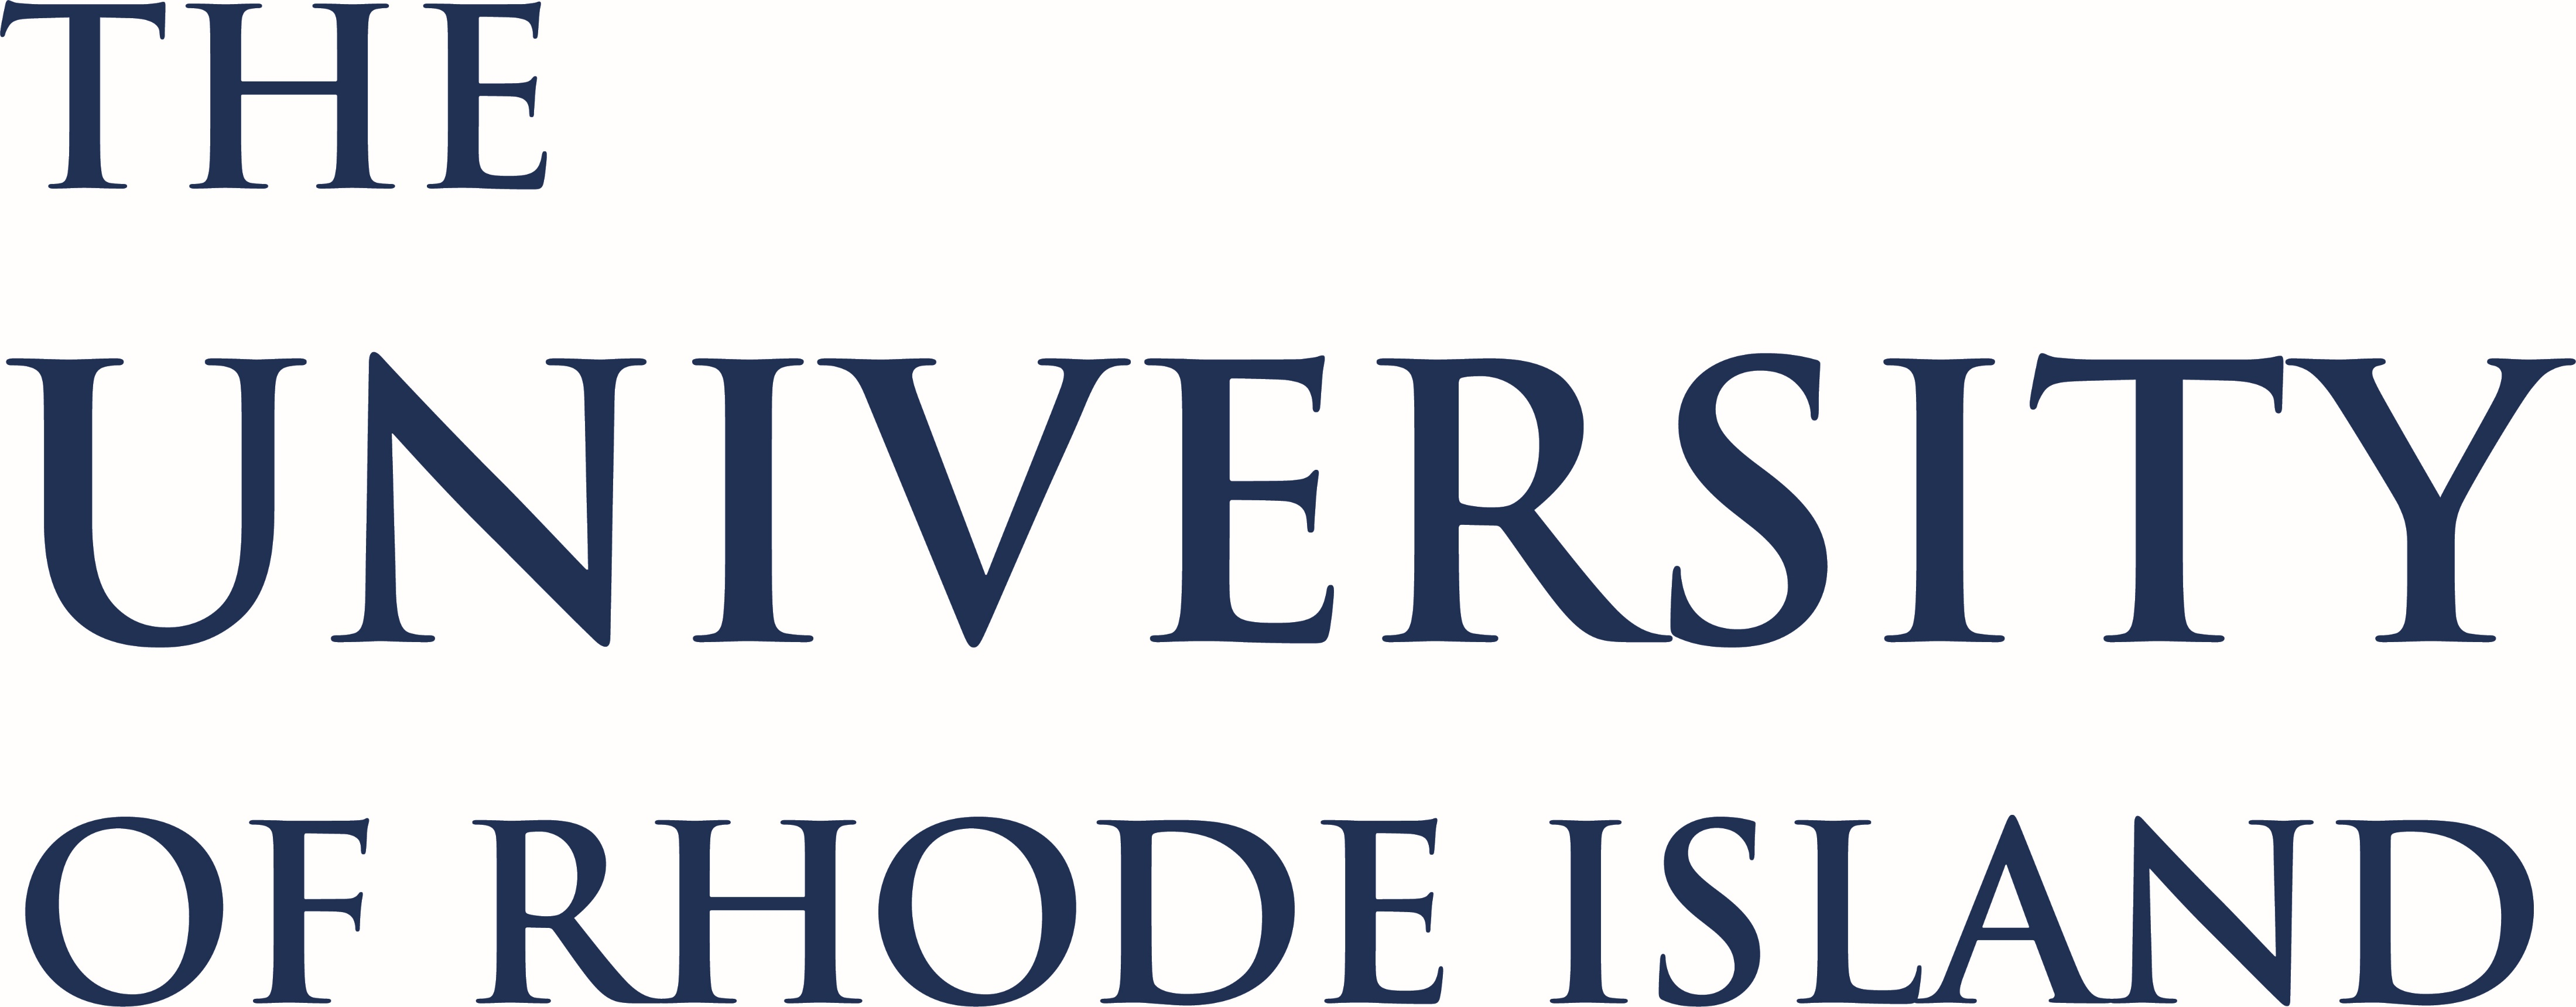 THE
UNIVERSITY
OF RHODE ISLAND